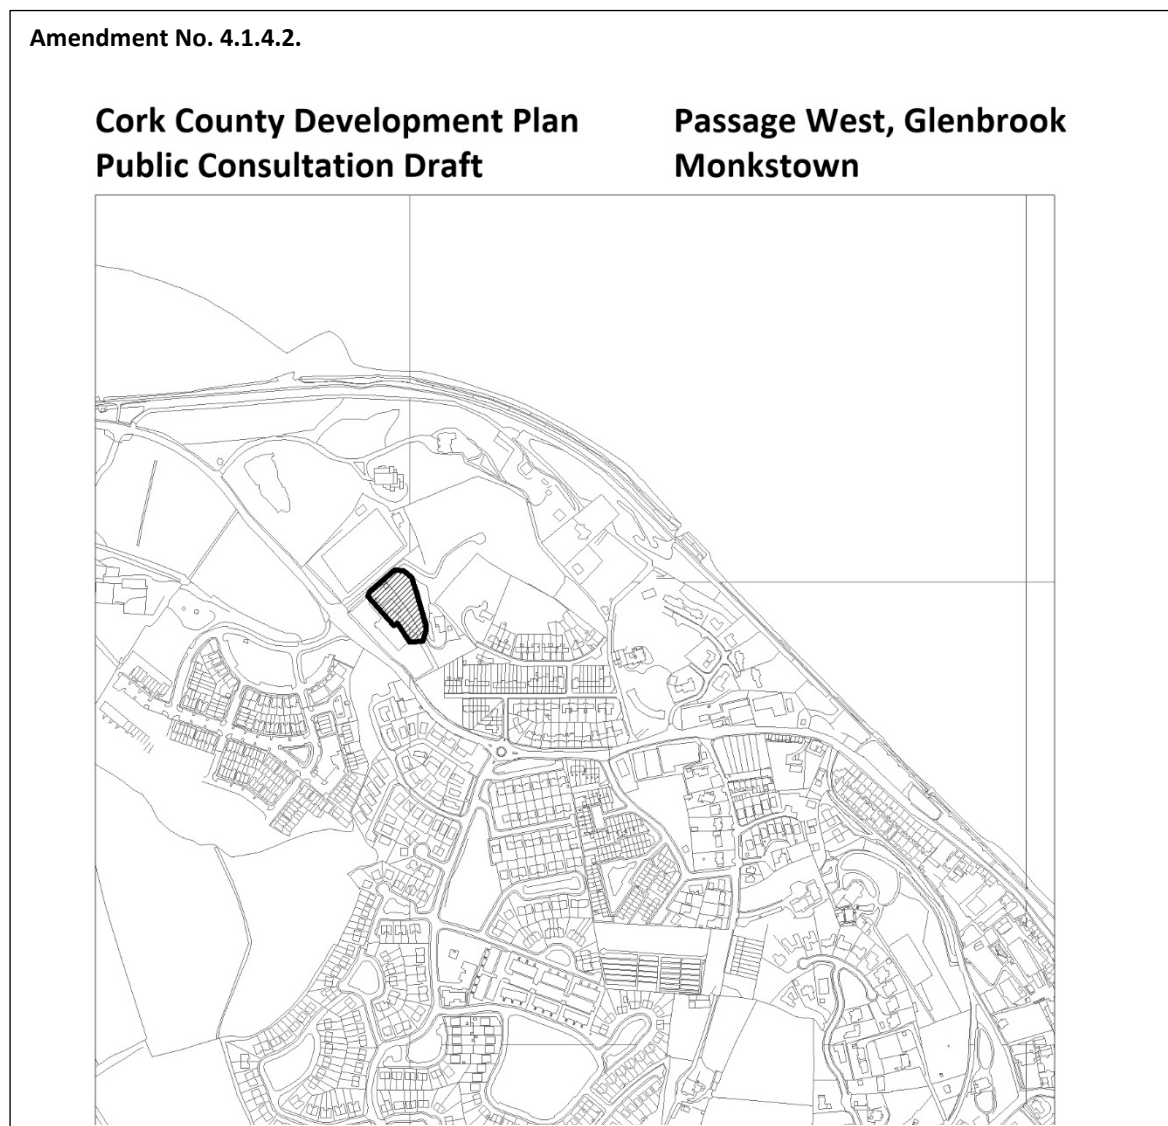 Amendment No. 4.1.4.2.
Cork County Development Plan
Public Consultation Draft
Passage West, Glenbrook
Monkstown